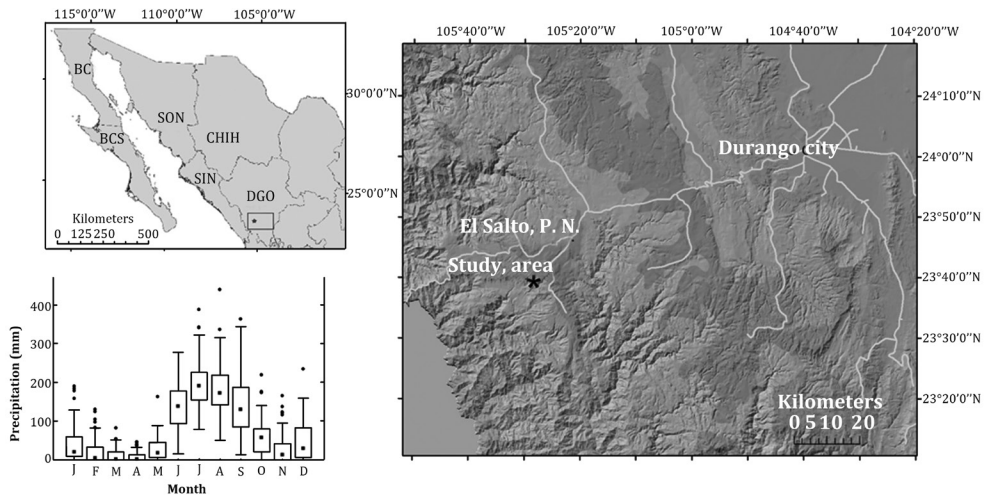 115°0'0"W 110°0'0"W 105°0'0"W
BC
SON
CHIH
BCS
SIN
DGO
30°0'0"N
25°0'0"N
Kilometers
0 125 250 500
105°40'0"W 105°20'0"W 105°0'0"W 104°40'0"W 104°20'0"W
24°10'0"N
24°0'0"N
23°50'0"N
23°40'0"N
23°30'0"N
23°20'0"N
Durango city
El Salto, P. N.
Study, area
*
Kilometers
0 5 10 20
Precipitation (mm)
400
300
200
100
0
J F M A M J J A S O N D
Month